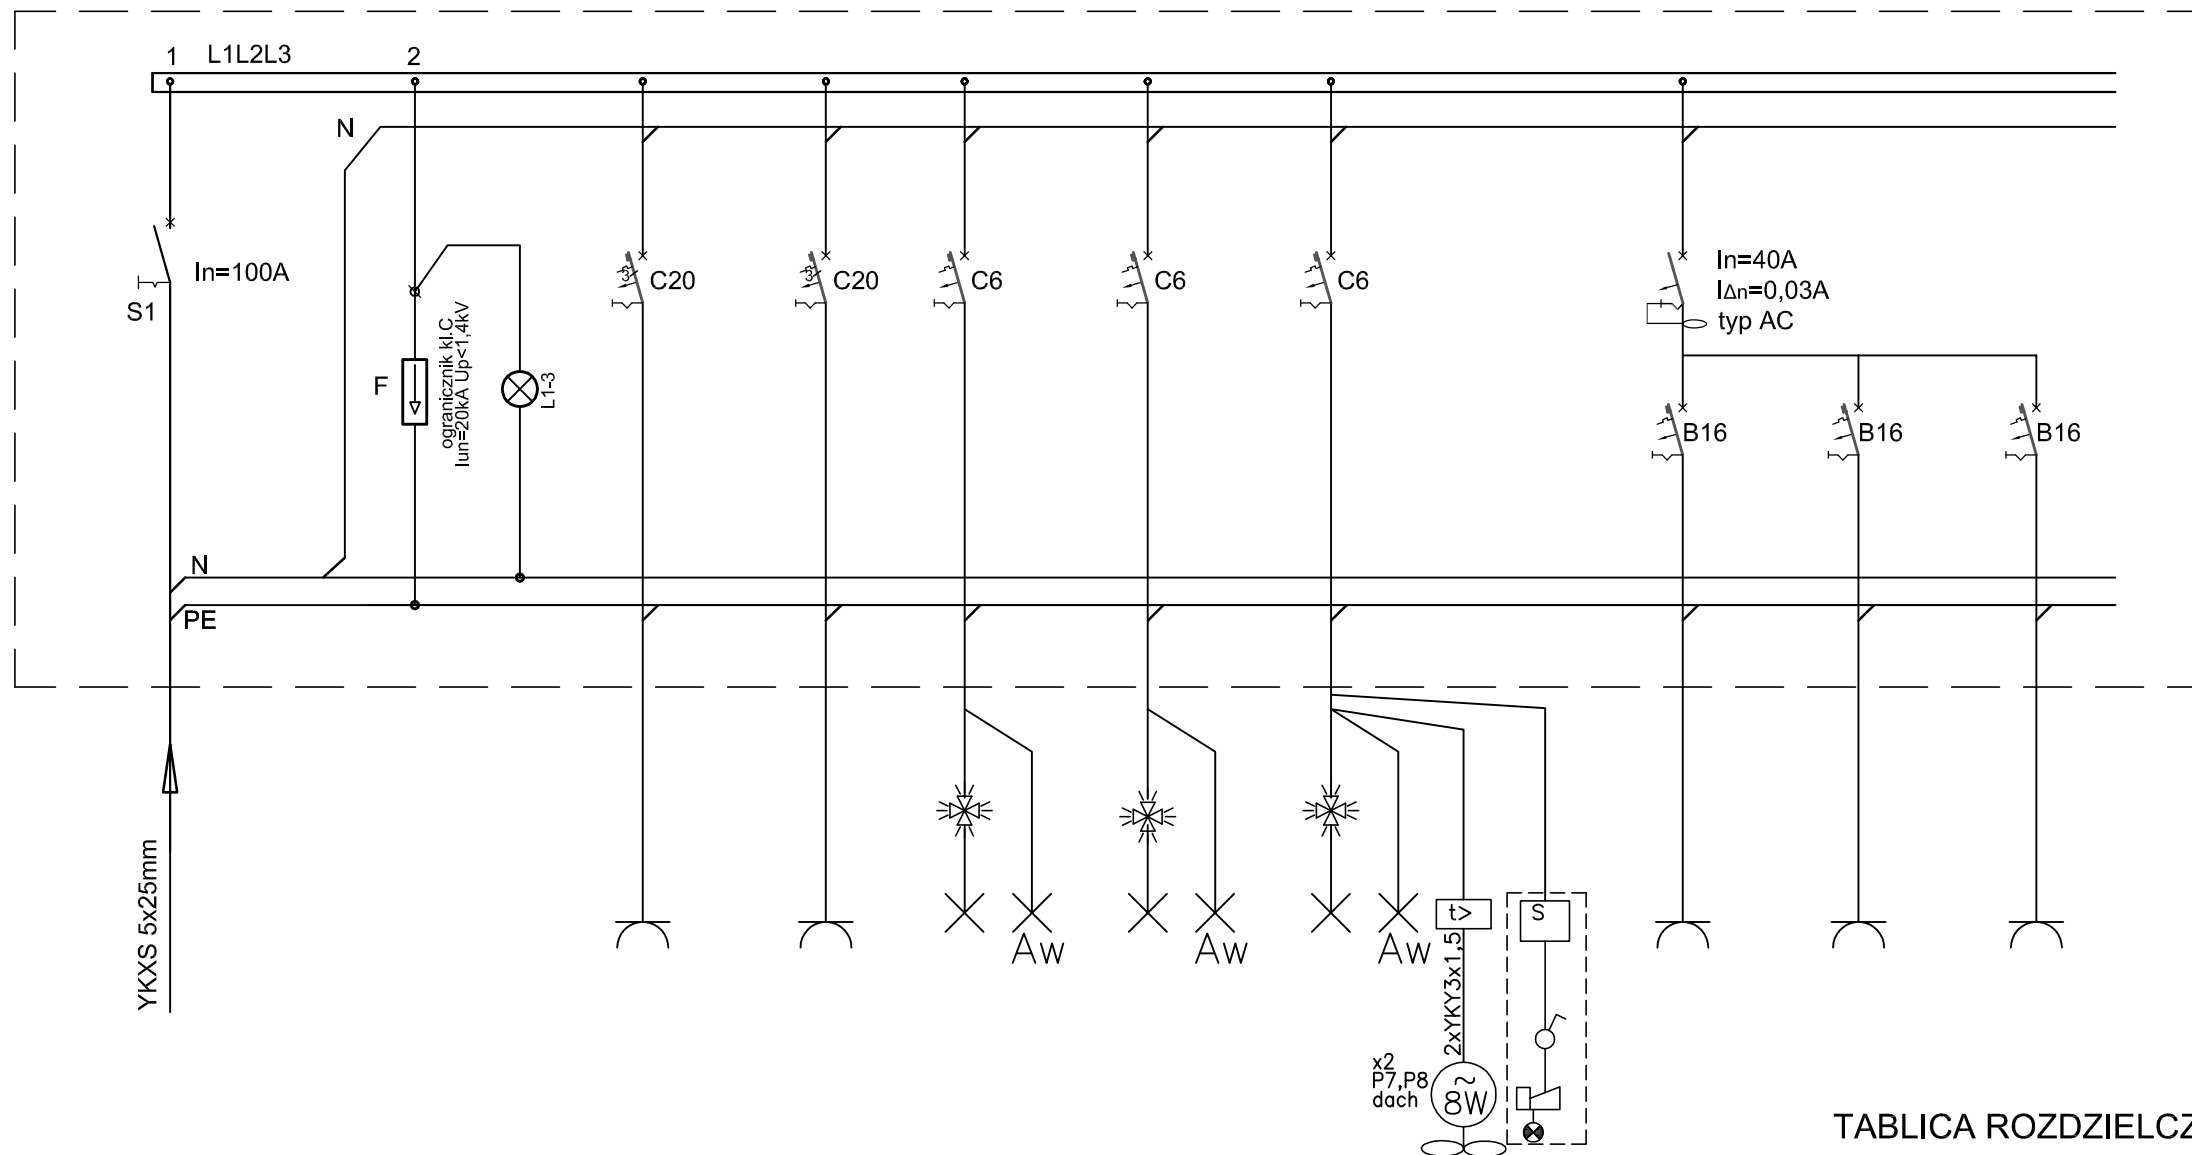 1
L1L2L3
2
N
In=100A
S1
F
ogranicznik kl.C
Iun=20kA Up<1,4kV
L1-3
3
C20
3
C20
C6
C6
C6
In=40A
IΔn=0,03A
typ AC
B16
B16
B16
N
PE
YKXS 5x25mm
Aw
Aw
Aw
t>
2xYKY3x1,5
x2
P7,P8
dach
~
8W
S
TABLICA ROZDZIELCZ